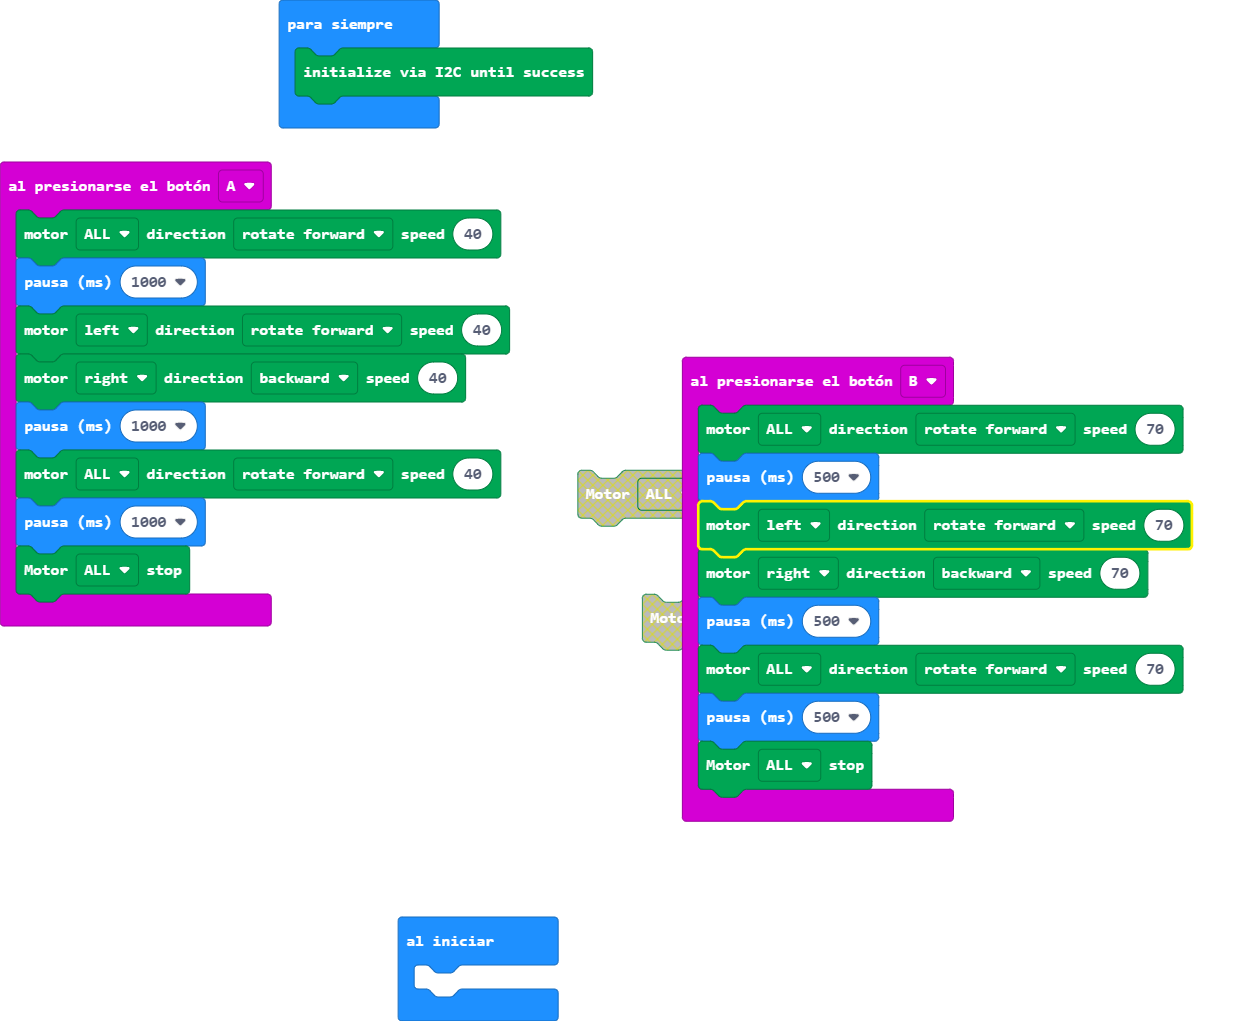 para siempre
initialize via I2C until success
al presionarse el botón A
motor ALL direction rotate forward speed 40
pausa (ms) 1000
motor left direction rotate forward speed 40
motor right direction backward speed 40
pausa (ms) 1000
motor ALL direction rotate forward speed 40
pausa (ms) 1000
Motor ALL stop
Motor ALL
al presionarse el botón B
motor ALL direction rotate forward speed 70
pausa (ms) 500
motor left direction rotate forward speed 70
motor right direction backward speed 70
pausa (ms) 500
motor ALL direction rotate forward speed 70
pausa (ms) 500
Motor ALL stop
al iniciar